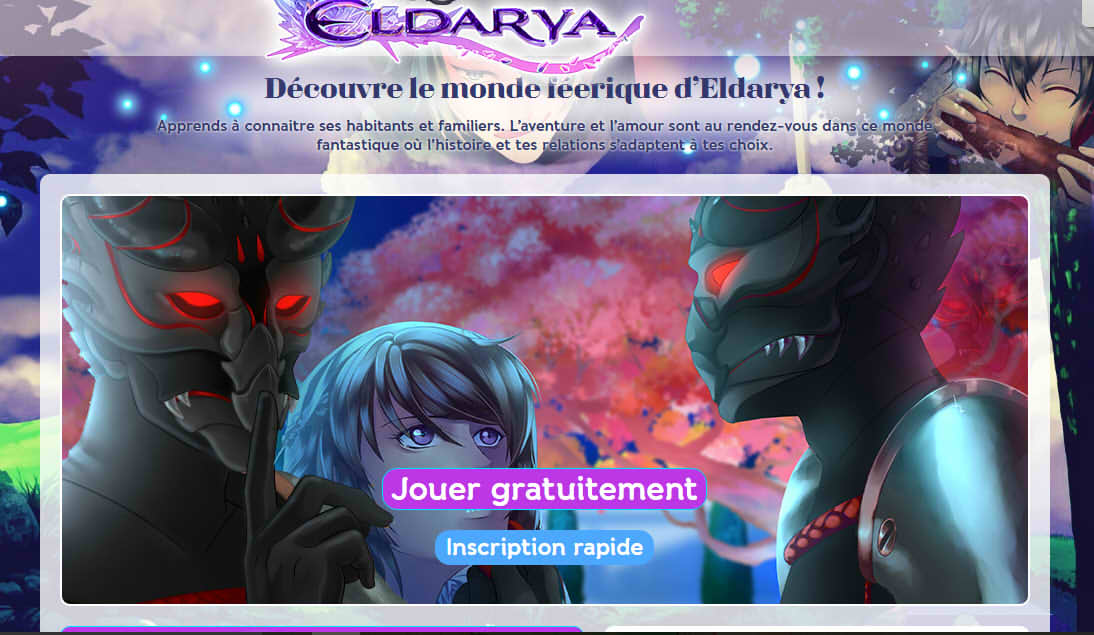 ELDARYA
Découvre le monde féerique d'Eldarya !
Apprends à connaitre ses habitants et familiers. L'aventure et l'amour sont au rendez-vous dans ce monde
fantastique où l'histoire et tes relations s'adaptent à tes choix.
Jouer gratuitement
Inscription rapide